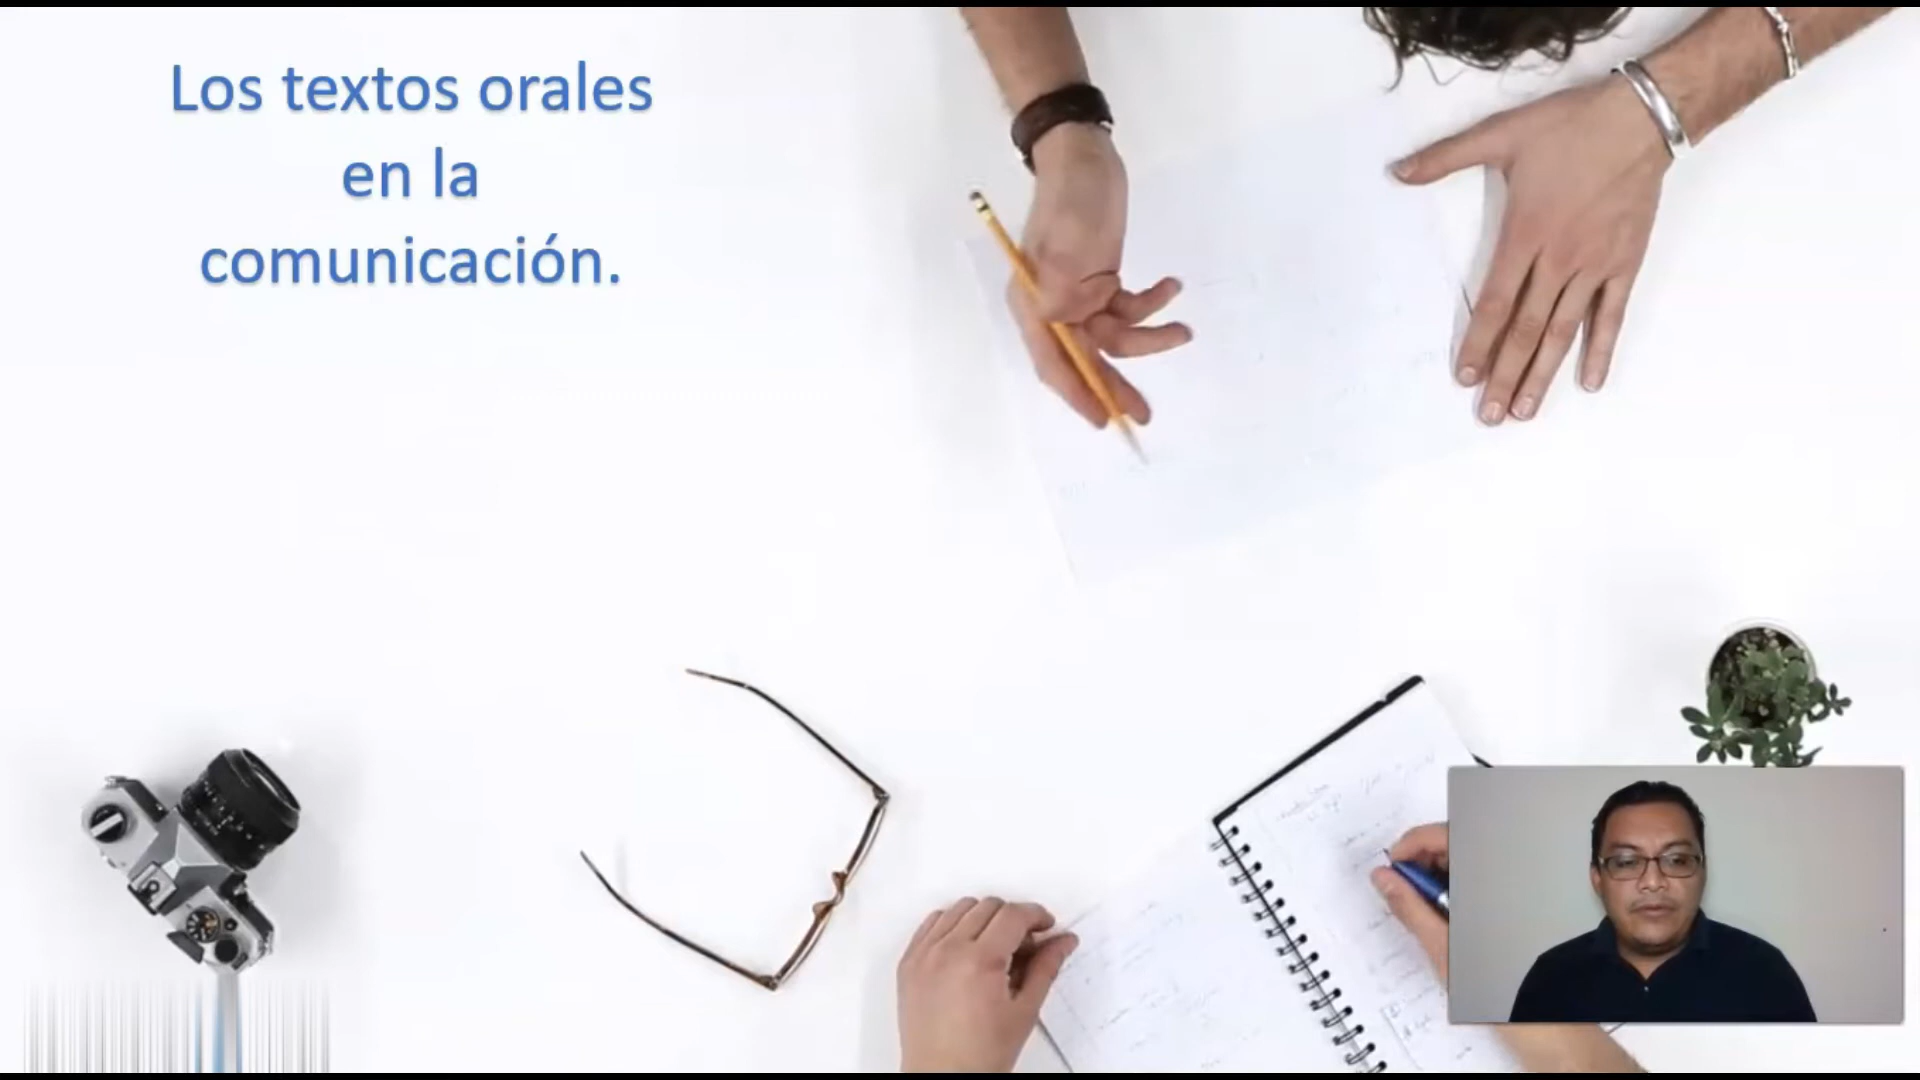 Los textos orales
en la
comunicación.